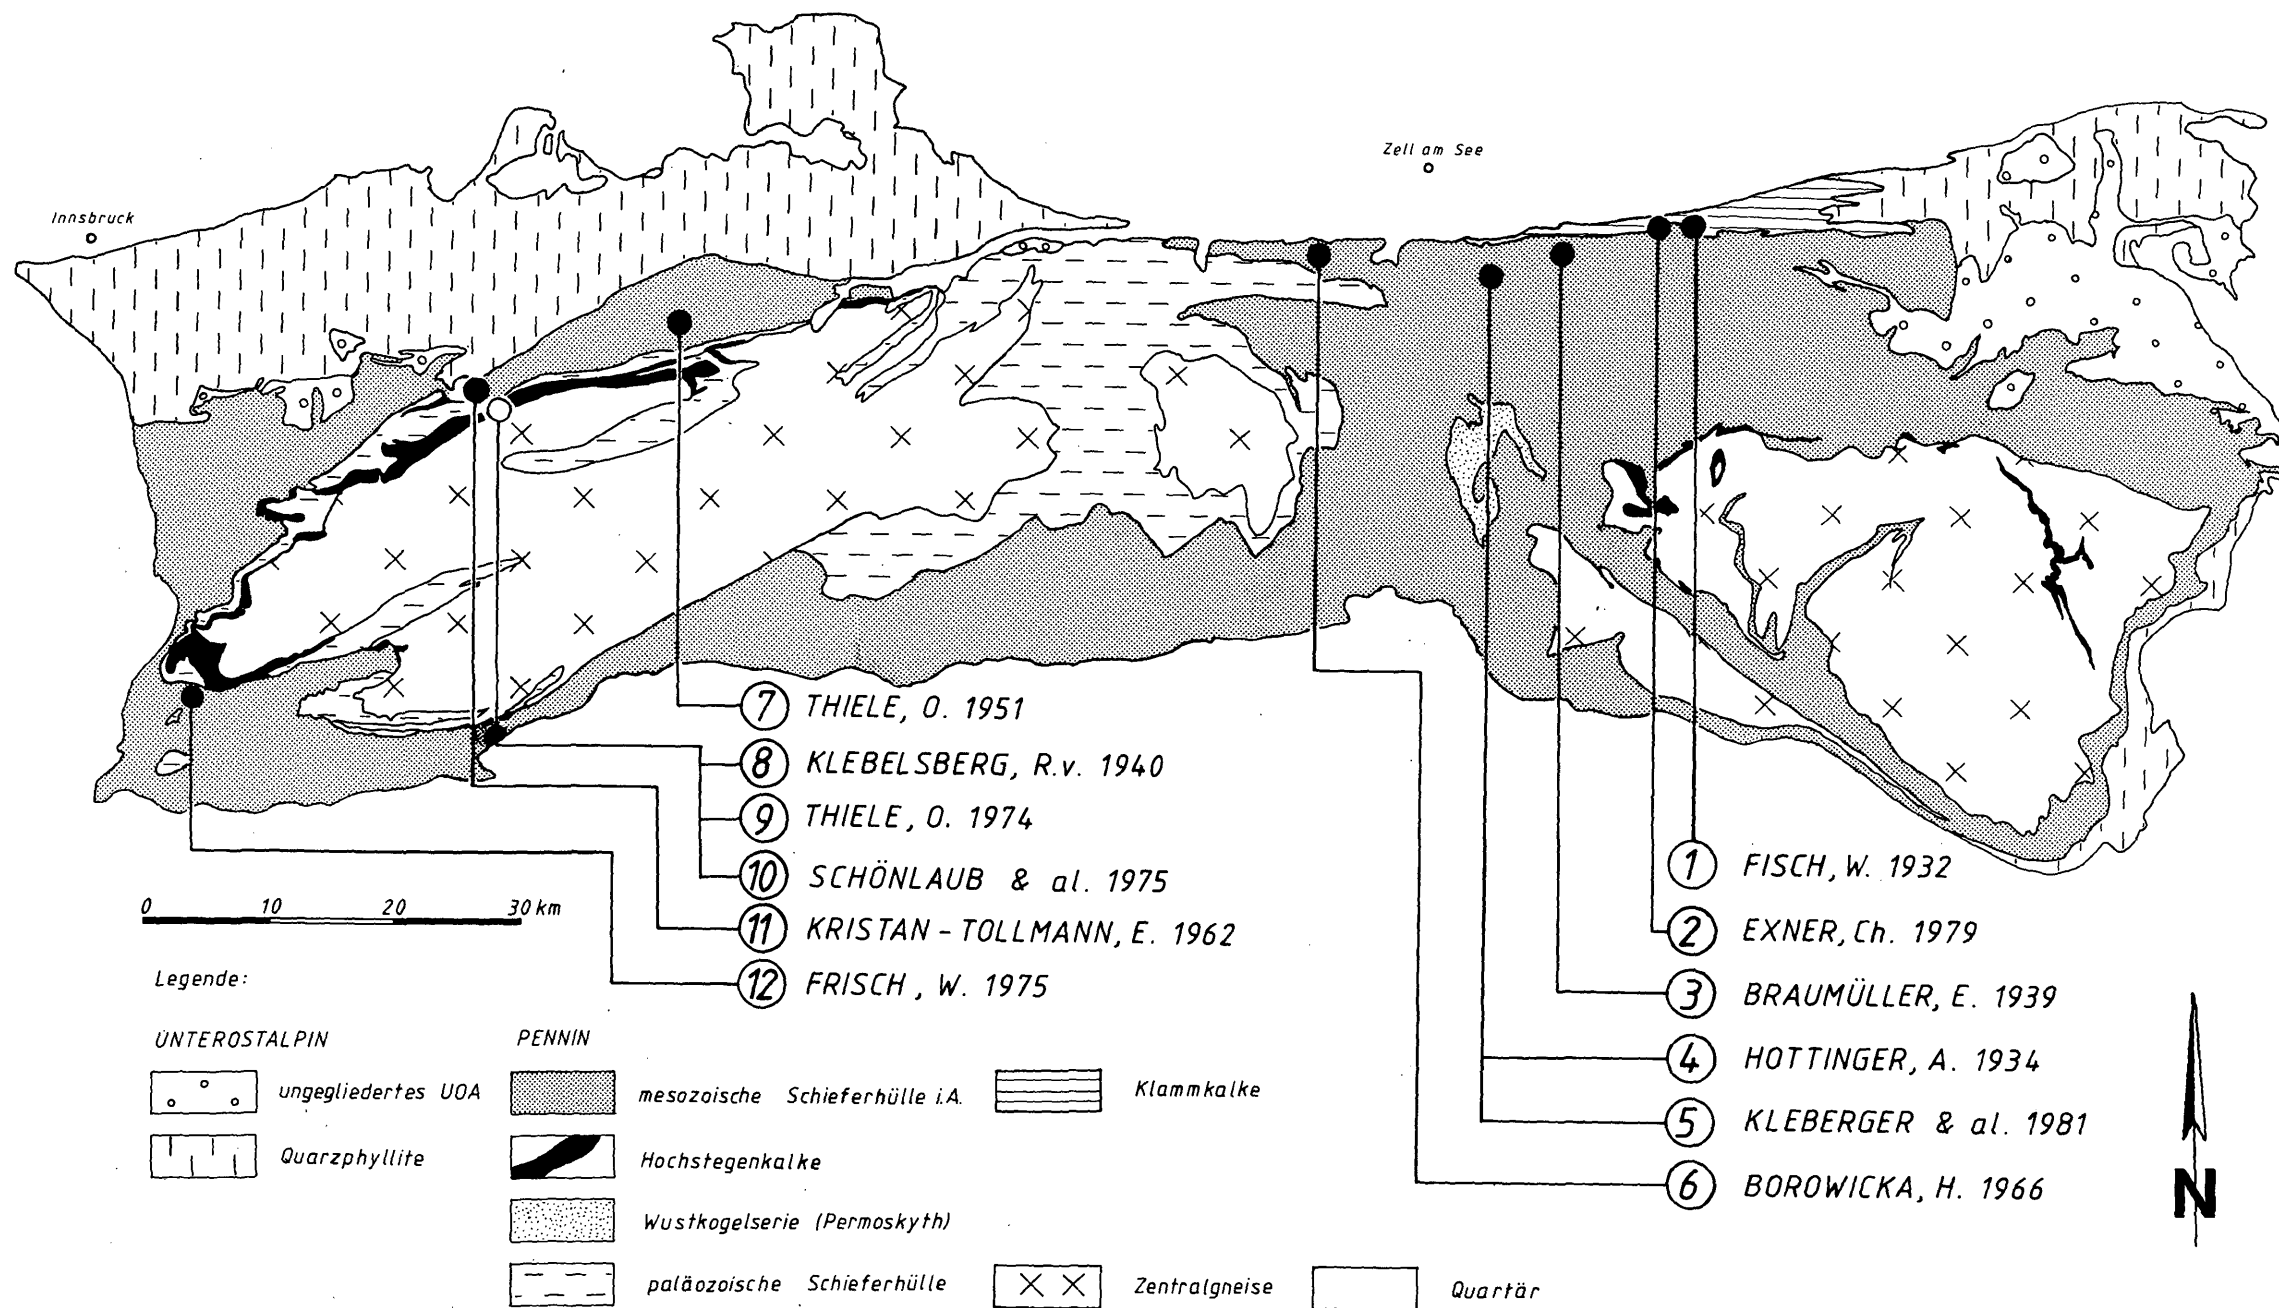 Zell am See
Innsbruck
7 THIELE, O. 1951
8 KLEBELSBERG, R.v. 1940
9 THIELE, O. 1974
10 SCHÖNLAUB & al. 1975
11 KRISTAN-TOLLMANN, E. 1962
12 FRISCH, W. 1975
1 FISCH, W. 1932
2 EXNER, Ch. 1979
3 BRAUMÜLLER, E. 1939
4 HOTTINGER, A. 1934
5 KLEBERGER & al. 1981
6 BOROWICKA, H. 1966
0 10 20 30 km
Legende:
UNTEROSTALPIN
ungegliedertes UOA
Quarzphyllite
PENNIN
mesozoische Schieferhülle i.A.
Hochstegenkalke
Wustkogelserie (Permoskyth)
paläozoische Schieferhülle
Klammkalke
Zentralgneise
Quartär
N